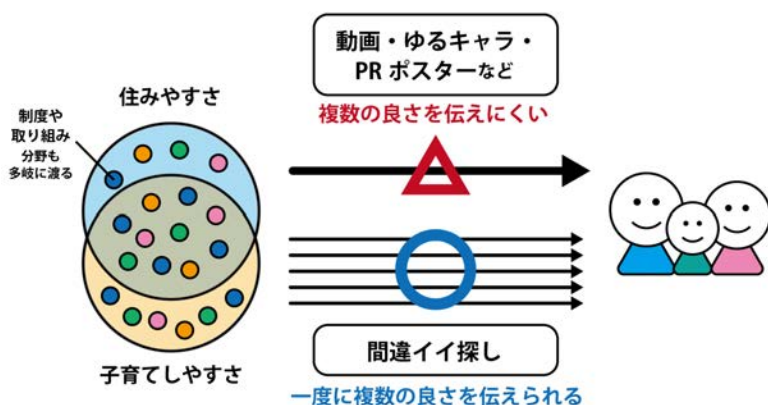 動画・ゆるキャラ・
PRポスターなど
複数の良さを伝えにくい
住みやすさ
制度や
取り組み
分野も
多岐に渡る
子育てしやすさ
間違イイ探し
一度に複数の良さを伝えられる